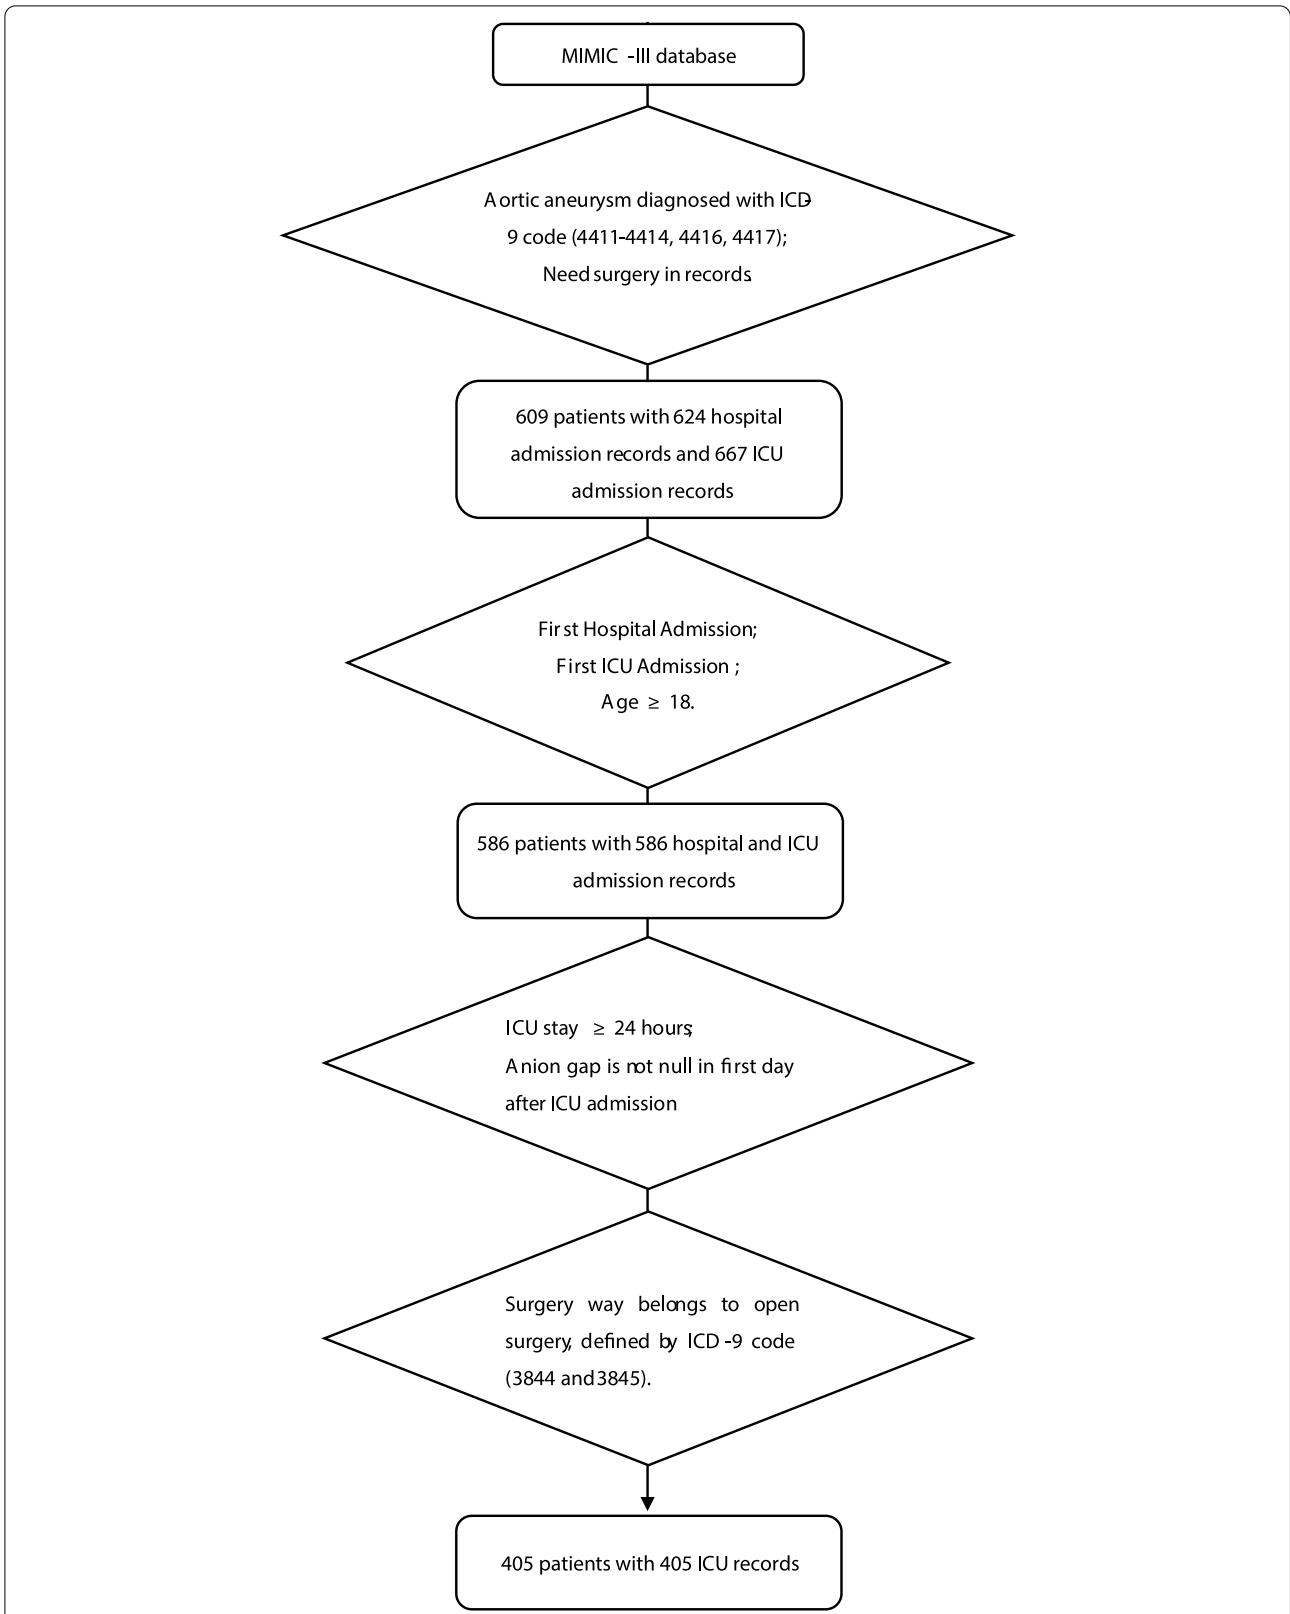 MIMIC -III database
Aortic aneurysm diagnosed with ICD-
9 code (4411-4414, 4416, 4417);
Need surgery in records.
609 patients with 624 hospital
admission records and 667 ICU
admission records
First Hospital Admission;
First ICU Admission ;
Age ≥ 18.
586 patients with 586 hospital and ICU
admission records
ICU stay ≥ 24 hours;
Anion gap is not null in first day
after ICU admission
Surgery way belongs to open
surgery, defined by ICD -9 code
(3844 and 3845).
405 patients with 405 ICU records